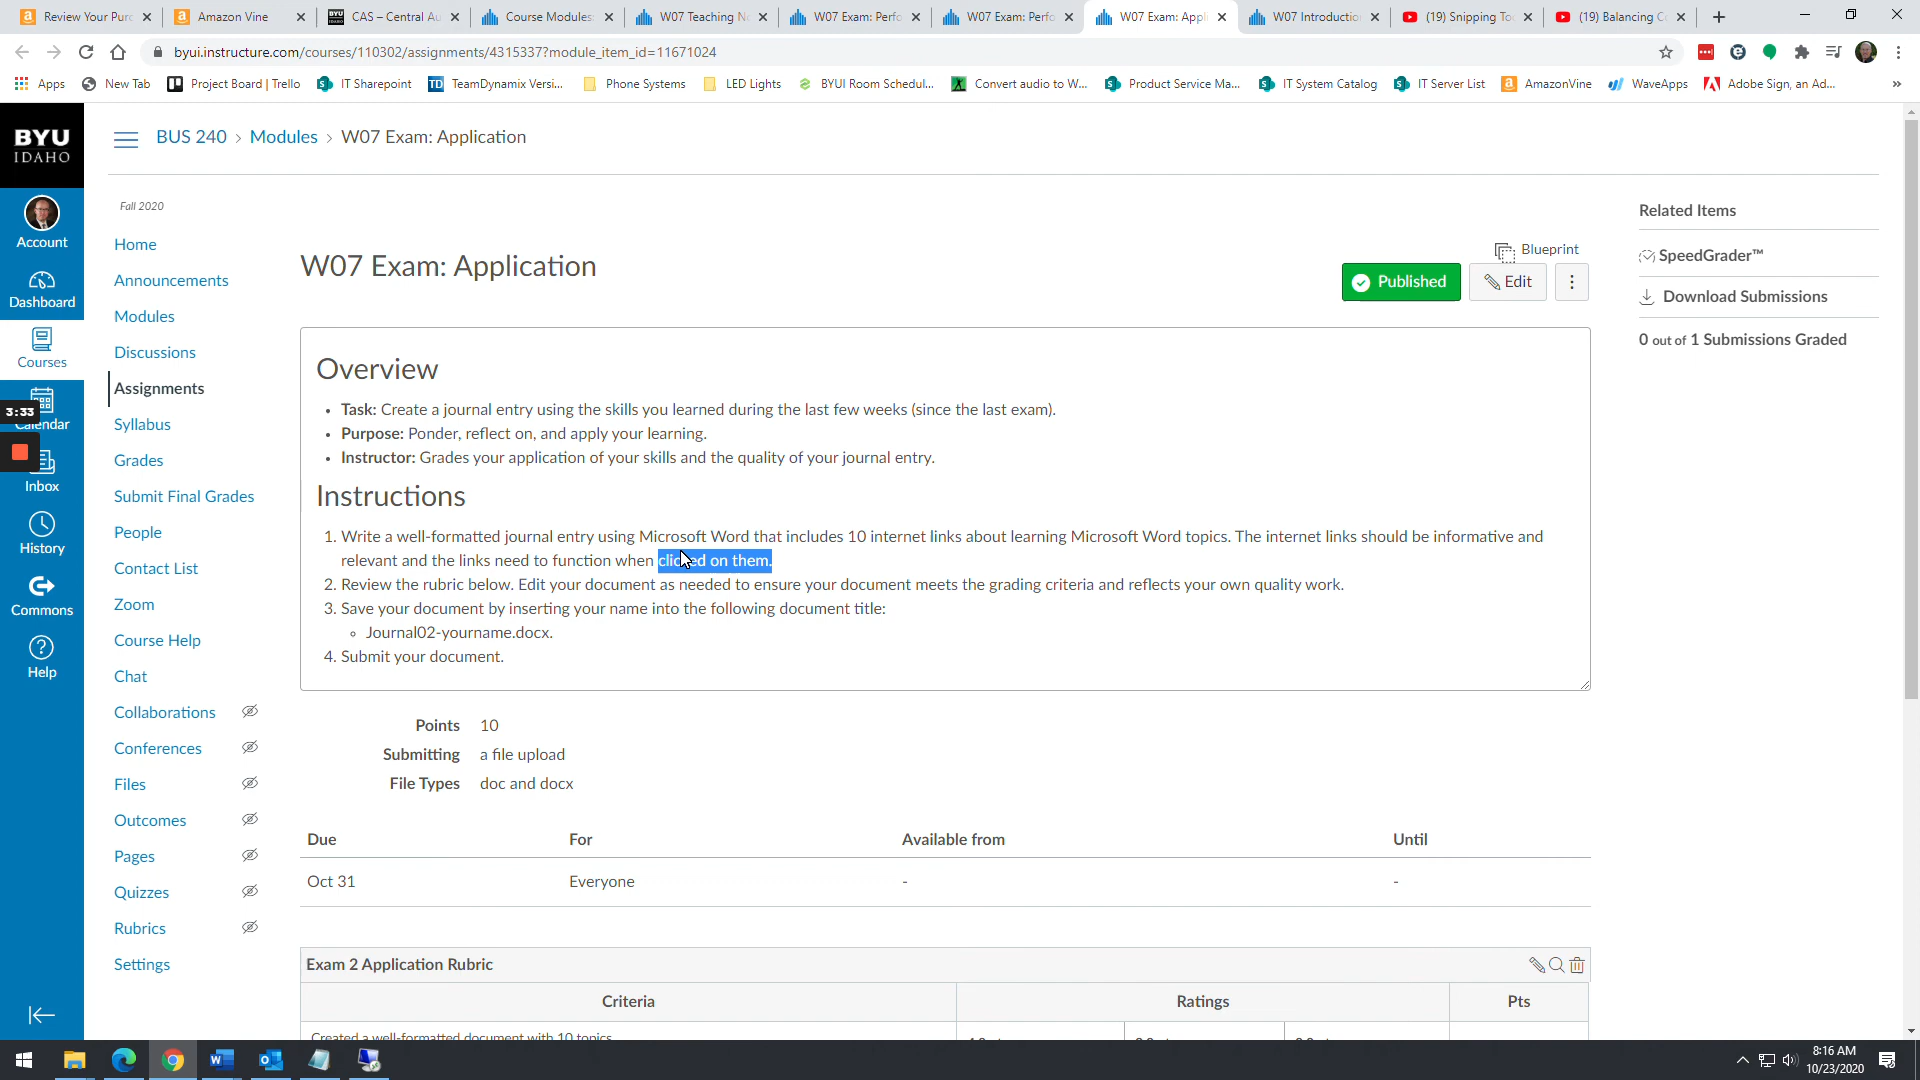 Review Your Purc
Amazon Vine
CAS – Central Au
Course Modules:
W07 Teaching No
W07 Exam: Perfo
W07 Exam: Perfo
W07 Exam: Appli
W07 Introductio
(19) Snipping Too
(19) Balancing Co
byui.instructure.com/courses/110302/assignments/4315337?module_item_id=11671024
Apps
New Tab
Project Board | Trello
IT Sharepoint
TeamDynamix Versi...
Phone Systems
LED Lights
BYUI Room Schedul...
Convert audio to W...
Product Service Ma...
IT System Catalog
IT Server List
AmazonVine
WaveApps
Adobe Sign, an Ad...
»
BYU
IDAHO
Account
Dashboard
Courses
3:33
Calendar
Inbox
History
Commons
Help
BUS 240 › Modules › W07 Exam: Application
Fall 2020
Home
Announcements
Modules
Discussions
Assignments
Syllabus
Grades
Submit Final Grades
People
Contact List
Zoom
Course Help
Chat
Collaborations
Conferences
Files
Outcomes
Pages
Quizzes
Rubrics
Settings
W07 Exam: Application
Blueprint
Published
Edit
Overview
• Task: Create a journal entry using the skills you learned during the last few weeks (since the last exam).
• Purpose: Ponder, reflect on, and apply your learning.
• Instructor: Grades your application of your skills and the quality of your journal entry.
Instructions
1. Write a well-formatted journal entry using Microsoft Word that includes 10 internet links about learning Microsoft Word topics. The internet links should be informative and
relevant and the links need to function when clicked on them.
2. Review the rubric below. Edit your document as needed to ensure your document meets the grading criteria and reflects your own quality work.
3. Save your document by inserting your name into the following document title:
◦ Journal02-yourname.docx.
4. Submit your document.
Points 10
Submitting a file upload
File Types doc and docx
Due For Available from Until
Oct 31 Everyone - -
Exam 2 Application Rubric
Criteria Ratings Pts
Created a well-formatted document with 10 topics
Related Items
SpeedGrader™
Download Submissions
0 out of 1 Submissions Graded
8:16 AM
10/23/2020